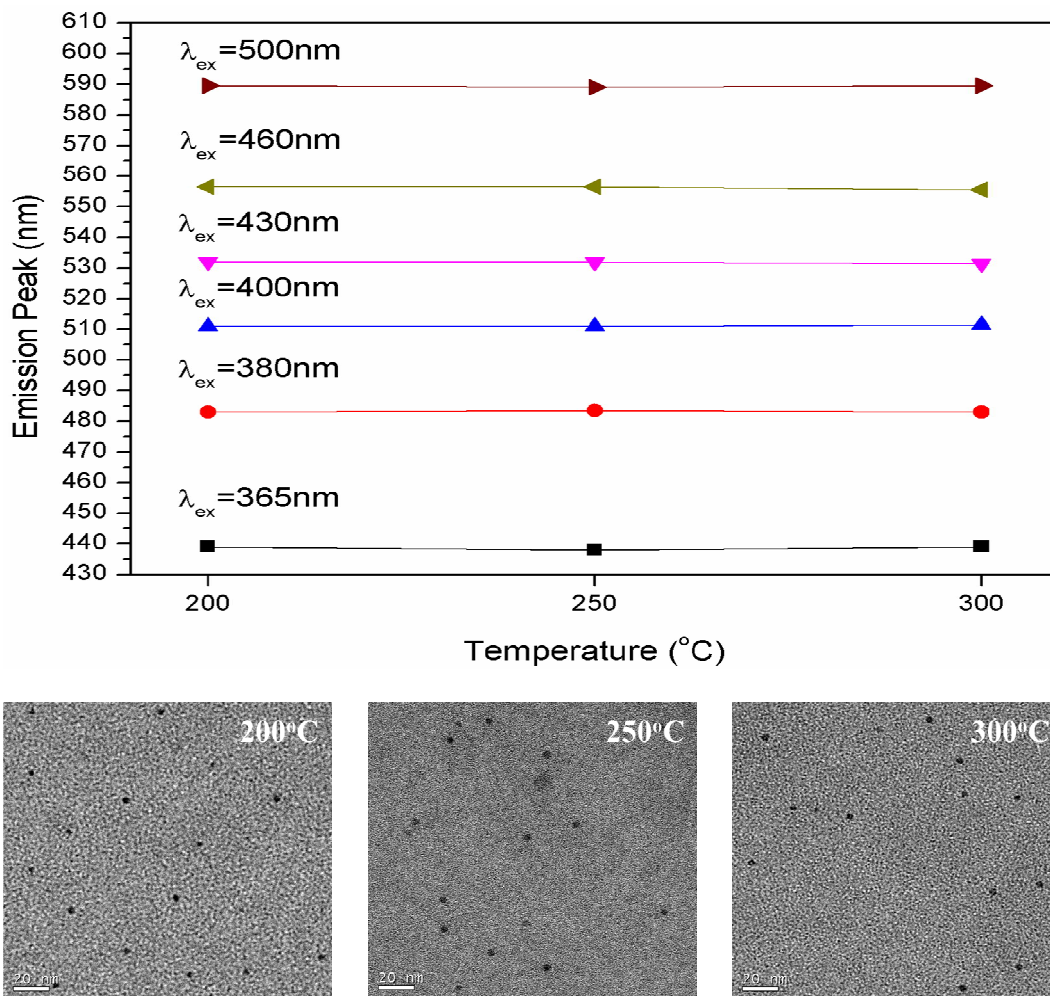 610
600
590
580
570
560
550
540
530
520
510
500
490
480
470
460
450
440
430
Emission Peak (nm)
λex=500nm
λex=460nm
λex=430nm
λex=400nm
λex=380nm
λex=365nm
200 250 300
Temperature (°C)
200°C 250°C 300°C
20 nm 20 nm 20 nm